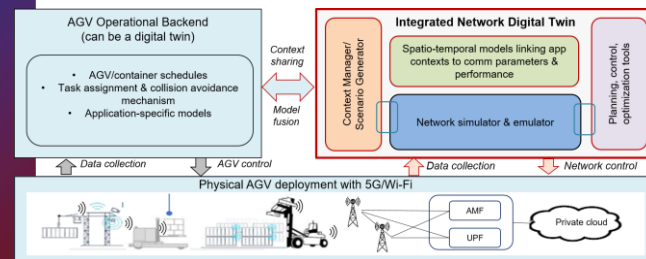 AGV Operational Backend
(can be a digital twin)
• AGV/container schedules
• Task assignment & collision avoidance
mechanism
• Application-specific models
Context
sharing
Model
fusion
Integrated Network Digital Twin
Context Manager/
Scenario Generator
Spatio-temporal models linking app
contexts to comm parameters &
performance
Network simulator & emulator
Planning, control,
optimization tools
Data collection
AGV control
Data collection
Network control
Physical AGV deployment with 5G/Wi-Fi
AMF
UPF
Private cloud